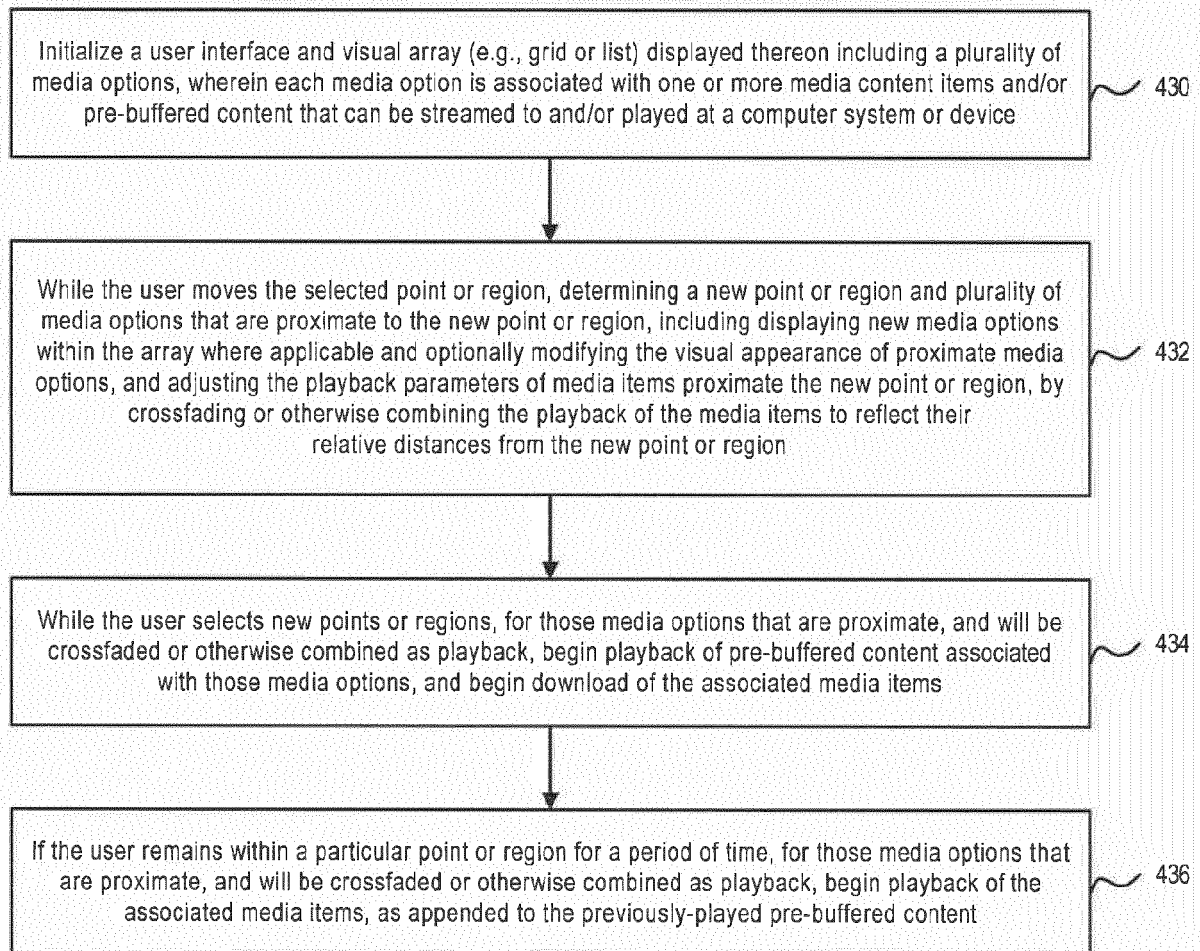 Initialize a user interface and visual array (e.g., grid or list) displayed thereon including a plurality of
media options, wherein each media option is associated with one or more media content items and/or
pre-buffered content that can be streamed to and/or played at a computer system or device
430
While the user moves the selected point or region, determining a new point or region and plurality of
media options that are proximate to the new point or region, including displaying new media options
within the array where applicable and optionally modifying the visual appearance of proximate media
options, and adjusting the playback parameters of media items proximate the new point or region, by
crossfading or otherwise combining the playback of the media items to reflect their
relative distances from the new point or region
432
While the user selects new points or regions, for those media options that are proximate, and will be
crossfaded or otherwise combined as playback, begin playback of pre-buffered content associated
with those media options, and begin download of the associated media items
434
If the user remains within a particular point or region for a period of time, for those media options that
are proximate, and will be crossfaded or otherwise combined as playback, begin playback of the
associated media items, as appended to the previously-played pre-buffered content
436